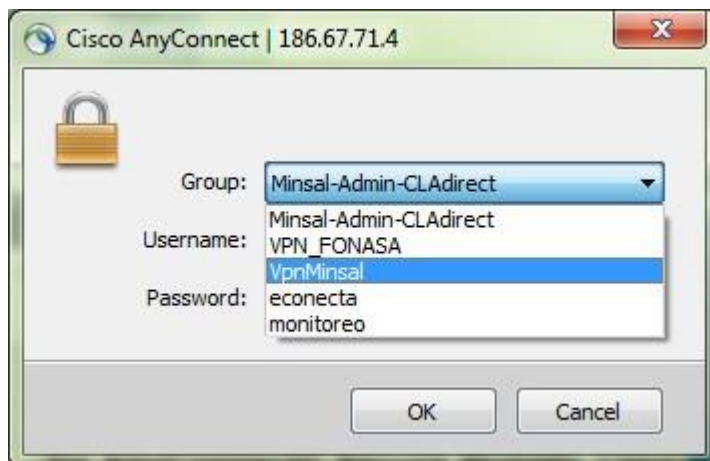 Cisco AnyConnect | 186.67.71.4
Group: Minsal-Admin-CLAdirect
Minsal-Admin-CLAdirect
Username: VPN_FONASA
VpnMinsal
Password: econecta
monitoreo
OK Cancel